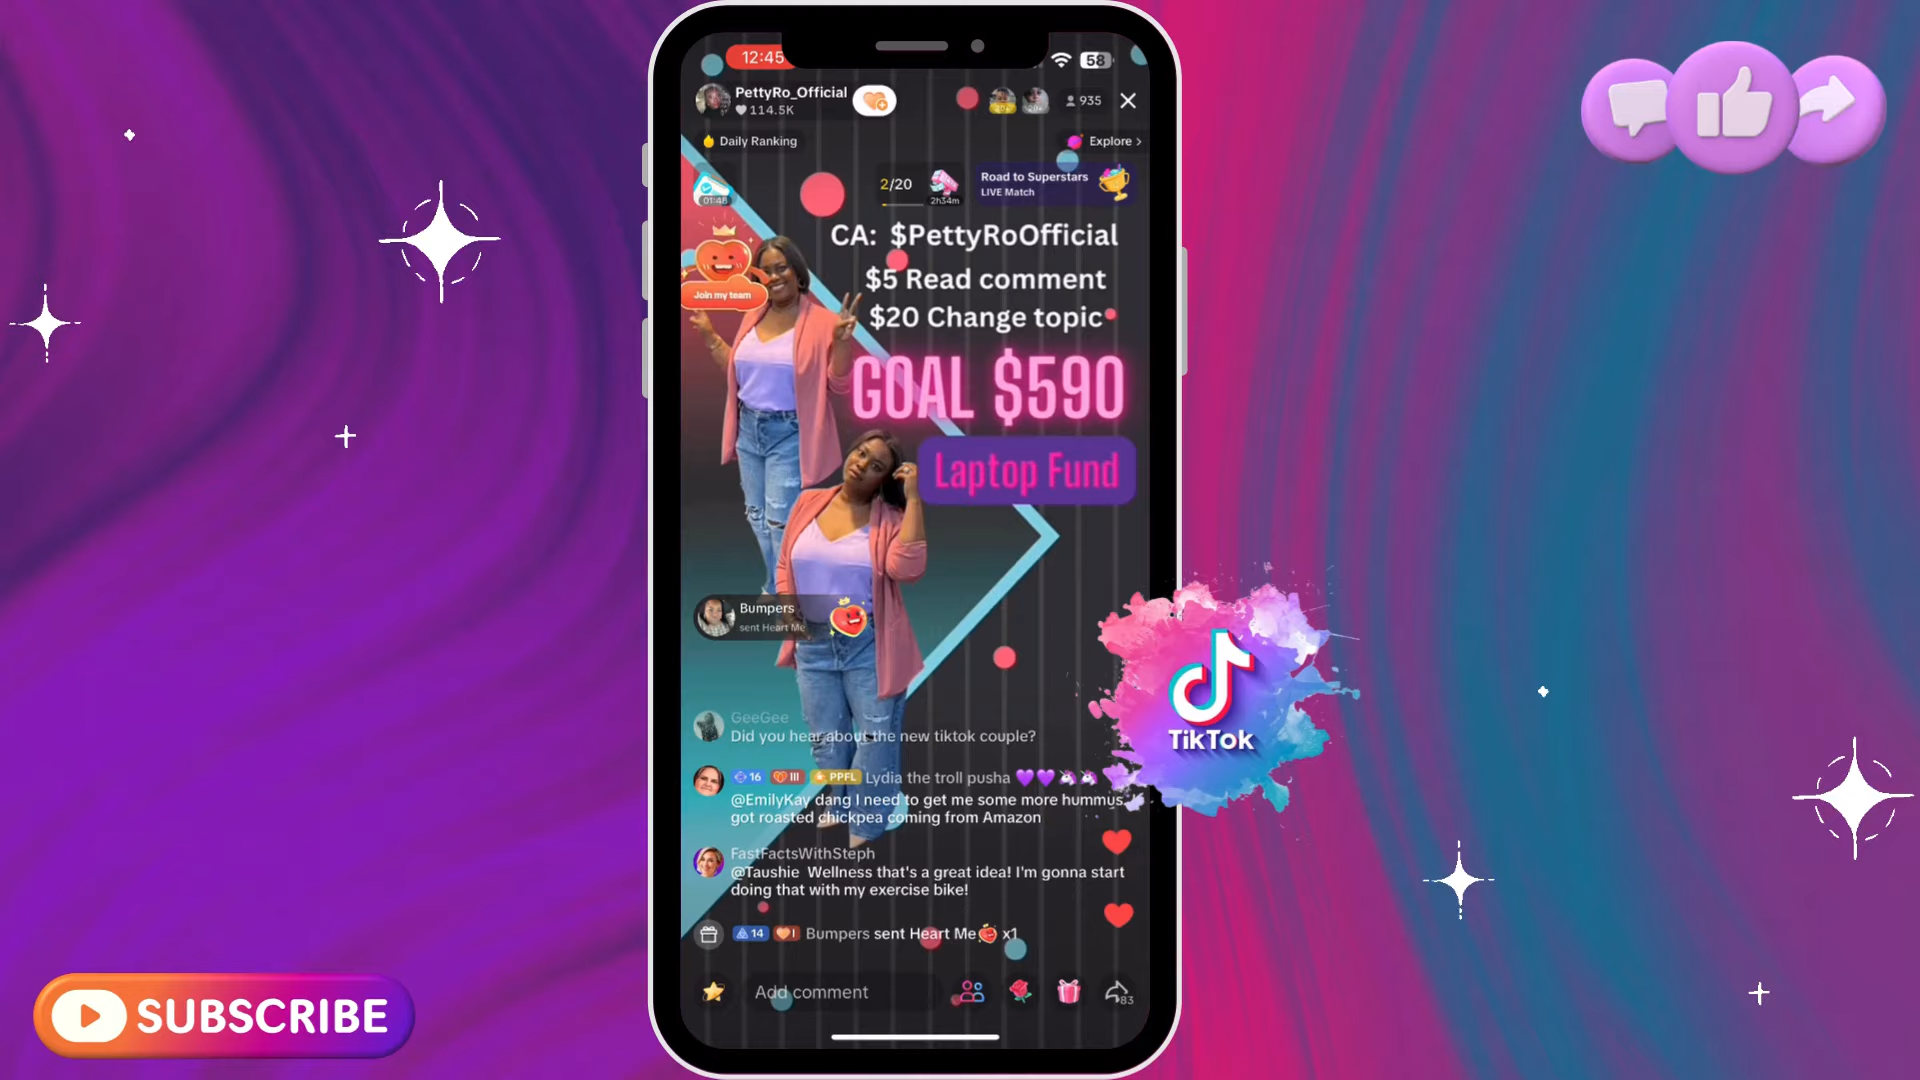 12:45
58
PettyRo_Official
114.5K
20+
20+
935
Daily Ranking
Explore >
01:48
2/20
2h34m
Road to Superstars
LIVE Match
CA: $PettyRoOfficial
$5 Read comment
$20 Change topic
Join my team
GOAL $590
Laptop Fund
Bumpers
sent Heart Me
GeeGee
Did you hear about the new tiktok couple?
16 III PPFL Lydia the troll pusha 💜💜🦄🦄
@EmilyKay dang I need to get me some more hummus.
got roasted chickpea coming from Amazon
FastFactsWithSteph
@Taushie Wellness that's a great idea! I'm gonna start
doing that with my exercise bike!
14 I Bumpers sent Heart Me x1
Add comment
83
TikTok
SUBSCRIBE